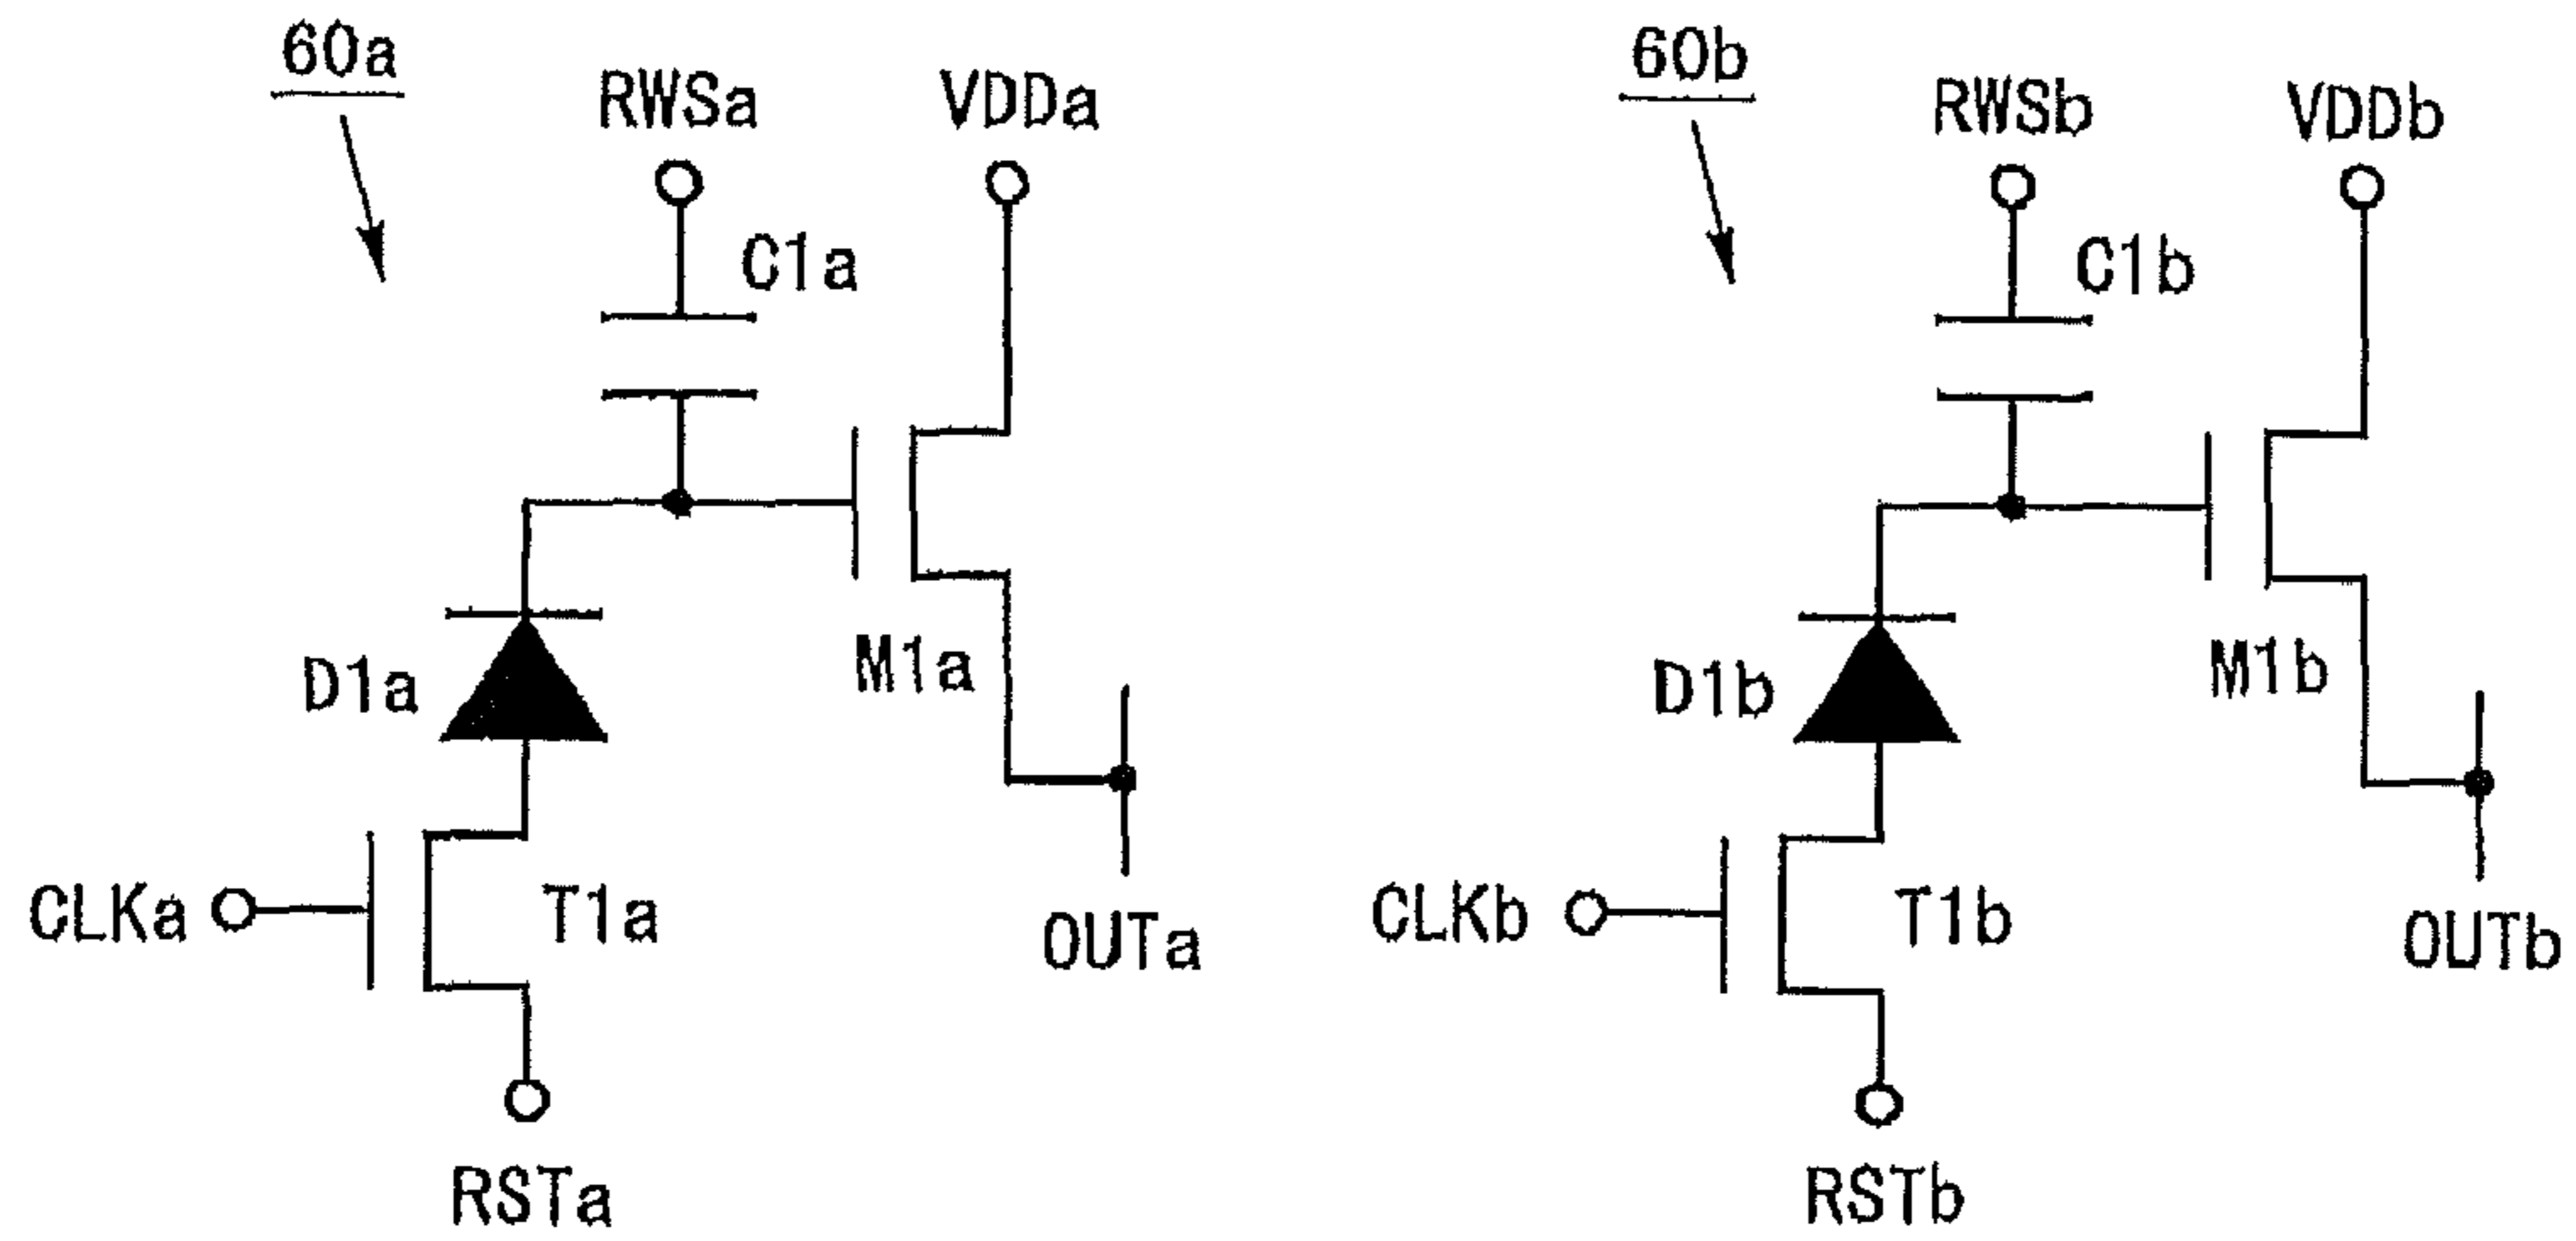 60a
RWSa
VDDa
C1a
D1a
M1a
CLKa
T1a
OUTa
RSTa
60b
RWSb
VDDb
C1b
D1b
M1b
CLKb
T1b
OUTb
RSTb